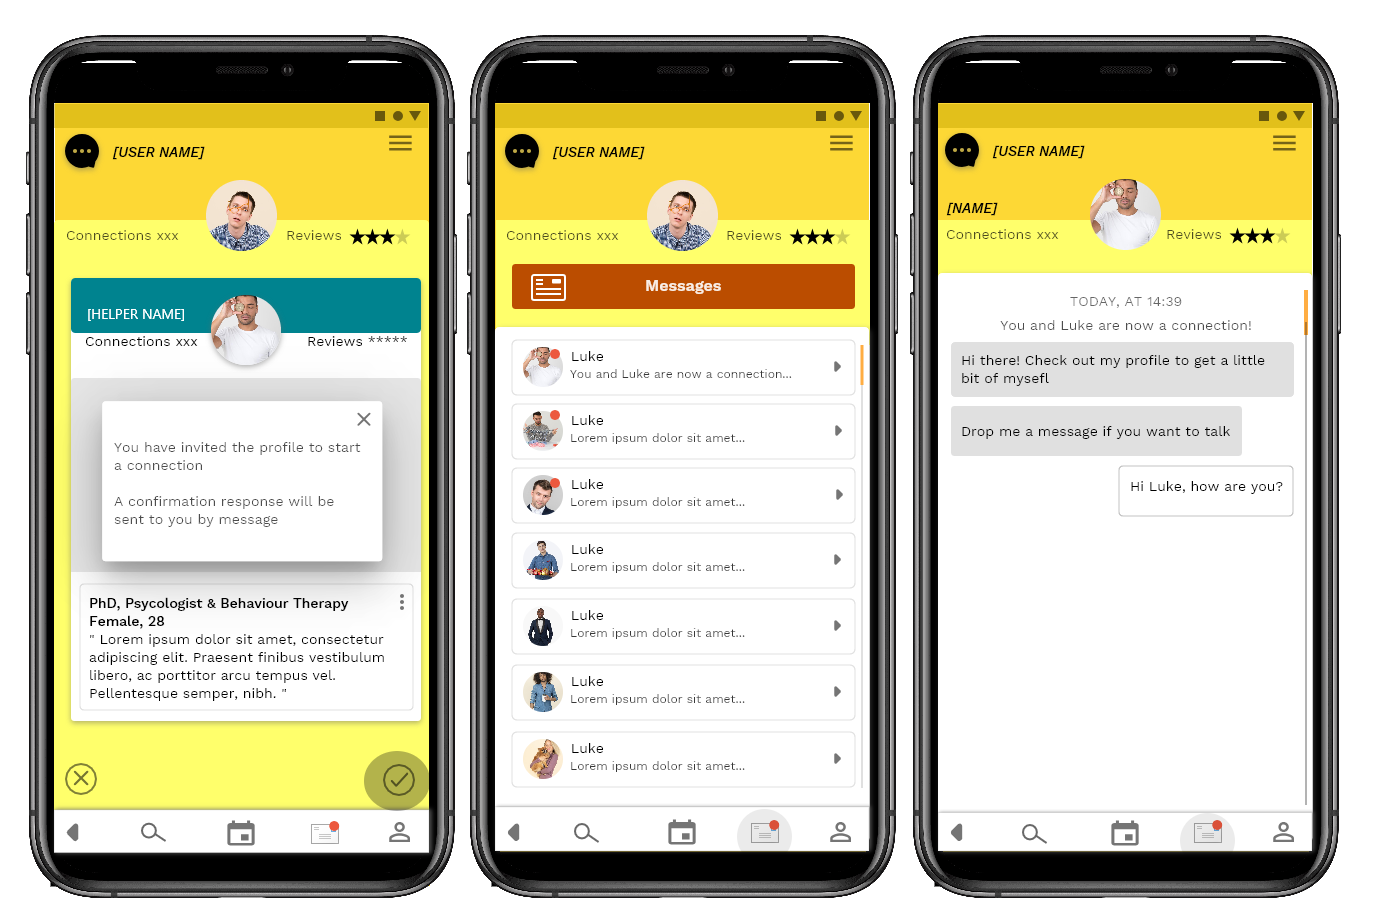 [USER NAME]
Connections xxx
Reviews ★★★★
[HELPER NAME]
Connections xxx
Reviews *****
You have invited the profile to start
a connection
A confirmation response will be
sent to you by message
PhD, Psycologist & Behaviour Therapy
Female, 28
" Lorem ipsum dolor sit amet, consectetur
adipiscing elit. Praesent finibus vestibulum
libero, ac porttitor arcu tempus vel.
Pellentesque semper, nibh. "
[USER NAME]
Connections xxx
Reviews ★★★★
Messages
Luke
You and Luke are now a connection...
Luke
Lorem ipsum dolor sit amet...
Luke
Lorem ipsum dolor sit amet...
Luke
Lorem ipsum dolor sit amet...
Luke
Lorem ipsum dolor sit amet...
Luke
Lorem ipsum dolor sit amet...
Luke
Lorem ipsum dolor sit amet...
[USER NAME]
[NAME]
Connections xxx
Reviews ★★★★
TODAY, AT 14:39
You and Luke are now a connection!
Hi there! Check out my profile to get a little
bit of mysefl
Drop me a message if you want to talk
Hi Luke, how are you?